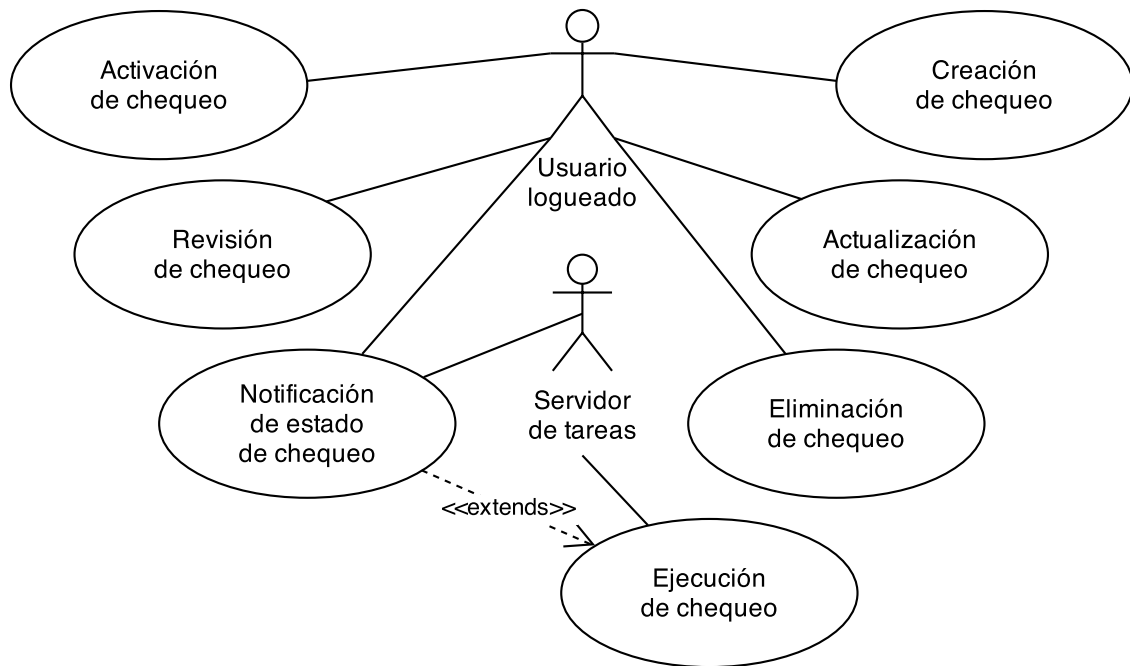 Activación
de chequeo
Creación
de chequeo
Usuario
logueado
Revisión
de chequeo
Actualización
de chequeo
Notificación
de estado
de chequeo
Servidor
de tareas
Eliminación
de chequeo
<<extends>>
Ejecución
de chequeo